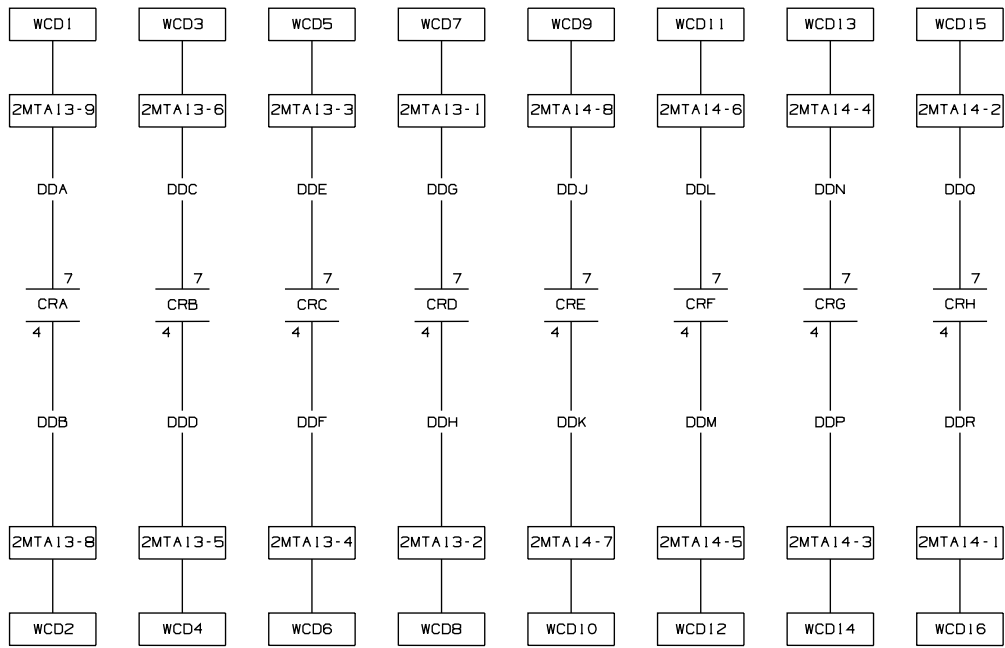 WCD1 WCD3 WCD5 WCD7 WCD9 WCD11 WCD13 WCD15
2MTA13-9 2MTA13-6 2MTA13-3 2MTA13-1 2MTA14-8 2MTA14-6 2MTA14-4 2MTA14-2
DDA DDC DDE DDG DDJ DDL DDN DDQ
7 7 7 7 7 7 7 7
CRA CRB CRC CRD CRE CRF CRG CRH
4 4 4 4 4 4 4 4
DDB DDD DDF DDH DDK DDM DDP DDR
2MTA13-8 2MTA13-5 2MTA13-4 2MTA13-2 2MTA14-7 2MTA14-5 2MTA14-3 2MTA14-1
WCD2 WCD4 WCD6 WCD8 WCD10 WCD12 WCD14 WCD16